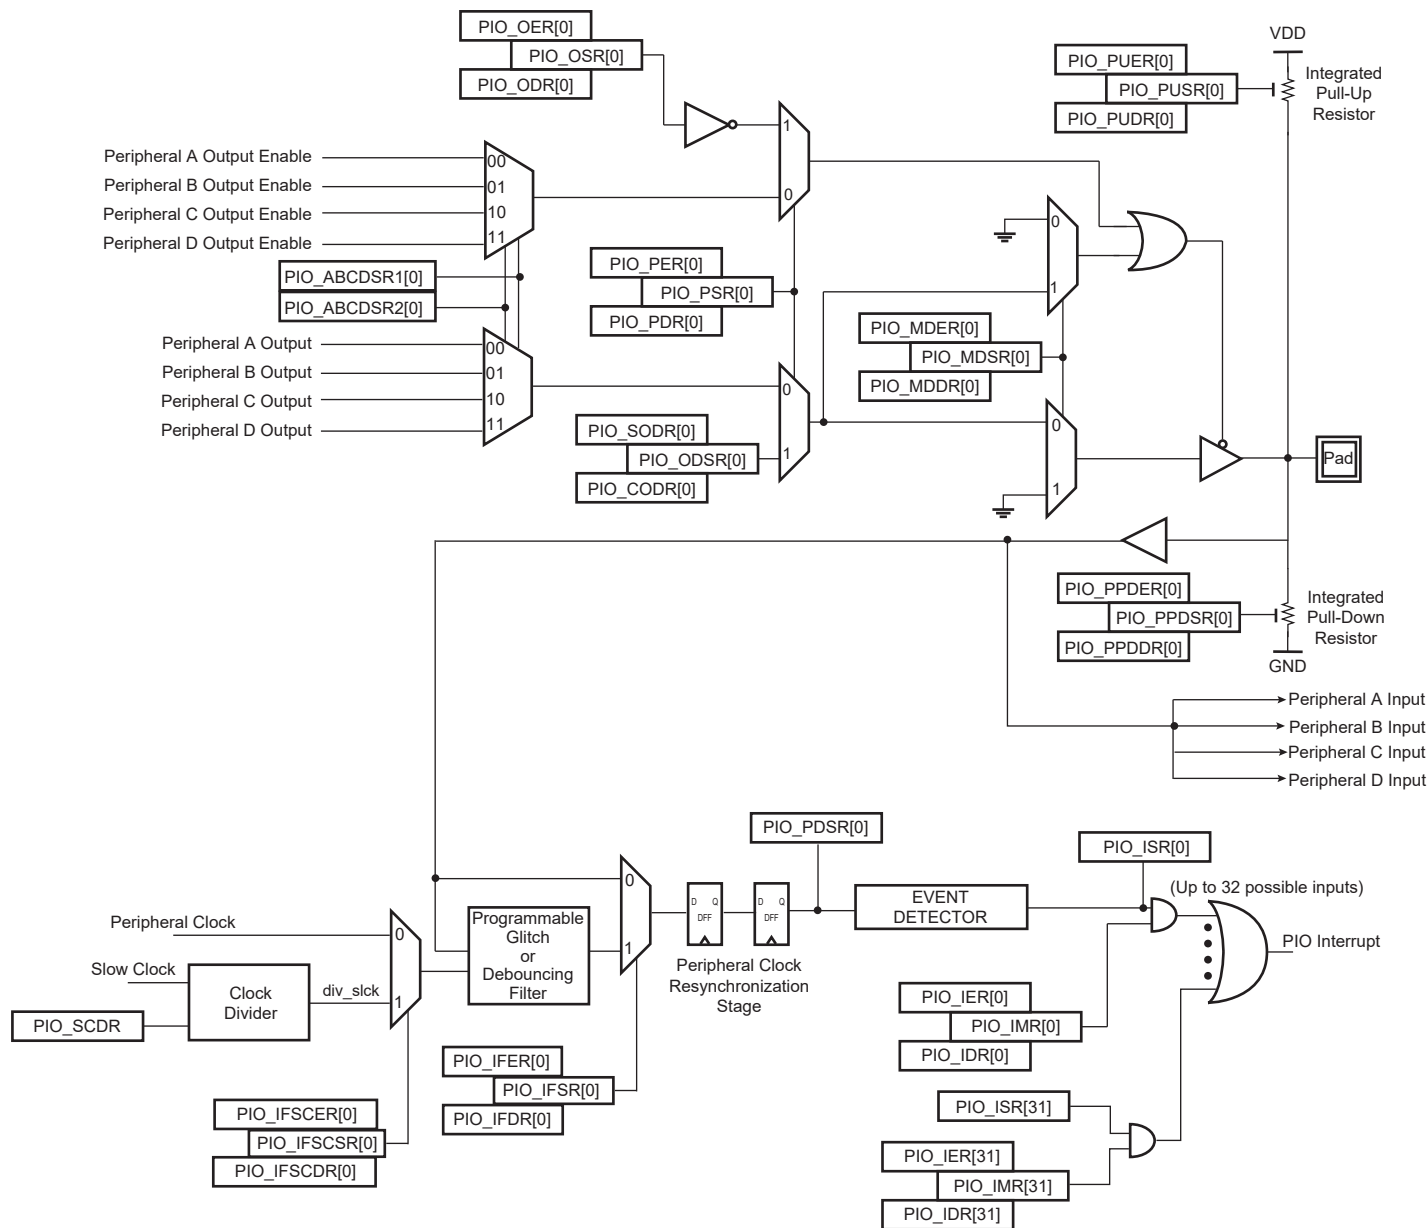 PIO_OER[0]
PIO_OSR[0]
PIO_ODR[0]
1
0
Peripheral A Output Enable
Peripheral B Output Enable
Peripheral C Output Enable
Peripheral D Output Enable
00
01
10
11
PIO_ABCDSR1[0]
PIO_ABCDSR2[0]
PIO_PER[0]
PIO_PSR[0]
PIO_PDR[0]
Peripheral A Output
Peripheral B Output
Peripheral C Output
Peripheral D Output
00
01
10
11
0
1
PIO_SODR[0]
PIO_ODSR[0]
PIO_CODR[0]
0
1
PIO_MDER[0]
PIO_MDSR[0]
PIO_MDDR[0]
0
1
VDD
PIO_PUER[0]
PIO_PUSR[0]
PIO_PUDR[0]
Integrated
Pull-Up
Resistor
Pad
PIO_PPDER[0]
PIO_PPDSR[0]
PIO_PPDDR[0]
Integrated
Pull-Down
Resistor
GND
Peripheral A Input
Peripheral B Input
Peripheral C Input
Peripheral D Input
Peripheral Clock
Slow Clock
PIO_SCDR
Clock
Divider
div_slck
0
1
Programmable
Glitch
or
Debouncing
Filter
0
1
PIO_IFER[0]
PIO_IFSR[0]
PIO_IFDR[0]
PIO_IFSCER[0]
PIO_IFSCSR[0]
PIO_IFSCDR[0]
D Q
DFF
D Q
DFF
Peripheral Clock
Resynchronization
Stage
PIO_PDSR[0]
EVENT
DETECTOR
PIO_ISR[0]
(Up to 32 possible inputs)
PIO Interrupt
PIO_IER[0]
PIO_IMR[0]
PIO_IDR[0]
PIO_ISR[31]
PIO_IER[31]
PIO_IMR[31]
PIO_IDR[31]